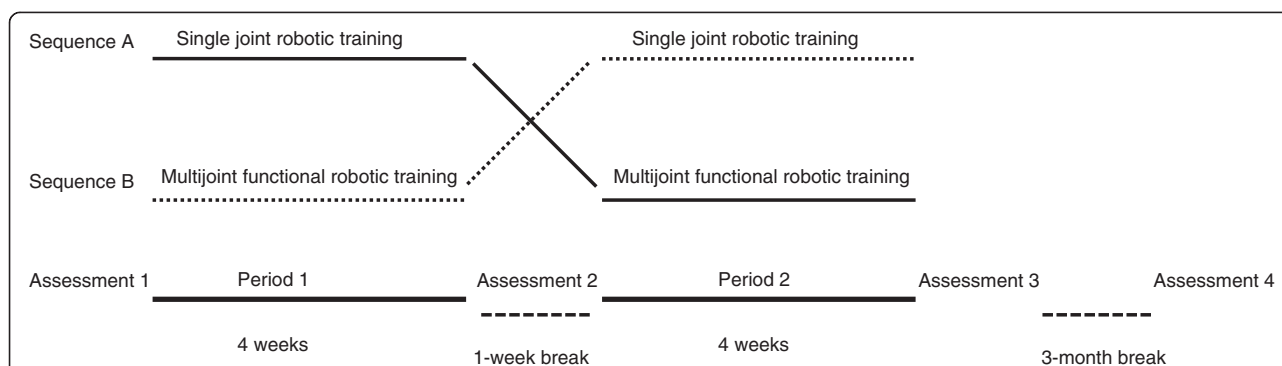 Sequence A Single joint robotic training Single joint robotic training
Sequence B Multijoint functional robotic training Multijoint functional robotic training
Assessment 1 Period 1 Assessment 2 Period 2 Assessment 3 Assessment 4
4 weeks 1-week break 4 weeks 3-month break